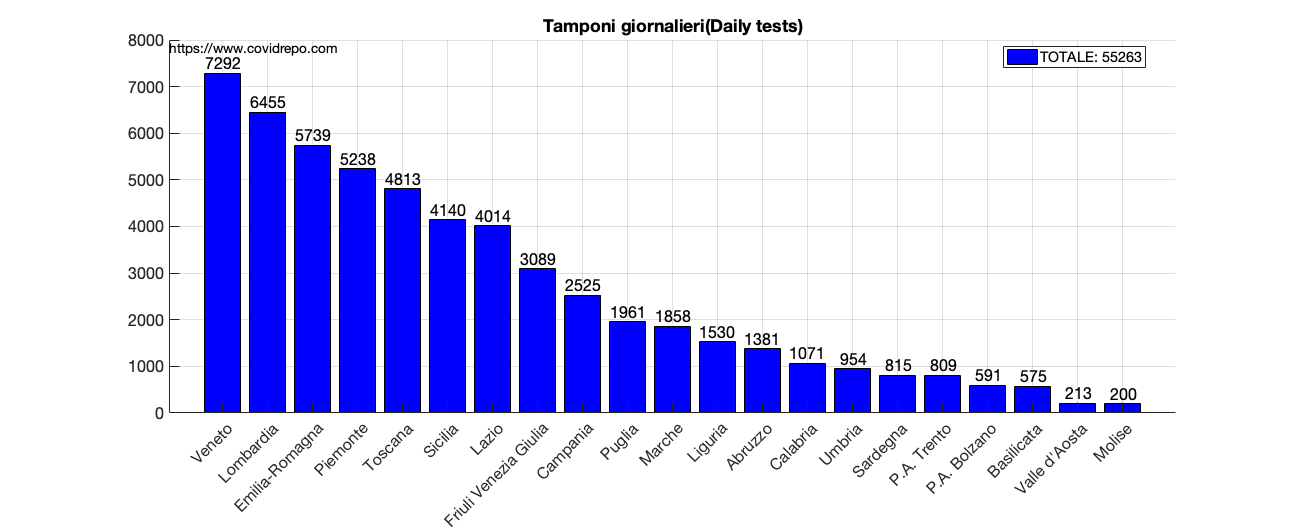 Tamponi giornalieri(Daily tests)
https://www.covidrepo.com
TOTALE: 55263
8000
7000
6000
5000
4000
3000
2000
1000
0
7292
6455
5739
5238
4813
4140
4014
3089
2525
1961
1858
1530
1381
1071
954
815
809
591
575
213
200
Veneto
Lombardia
Emilia-Romagna
Piemonte
Toscana
Sicilia
Lazio
Friuli Venezia Giulia
Campania
Puglia
Marche
Liguria
Abruzzo
Calabria
Umbria
Sardegna
P.A. Trento
P.A. Bolzano
Basilicata
Valle d'Aosta
Molise